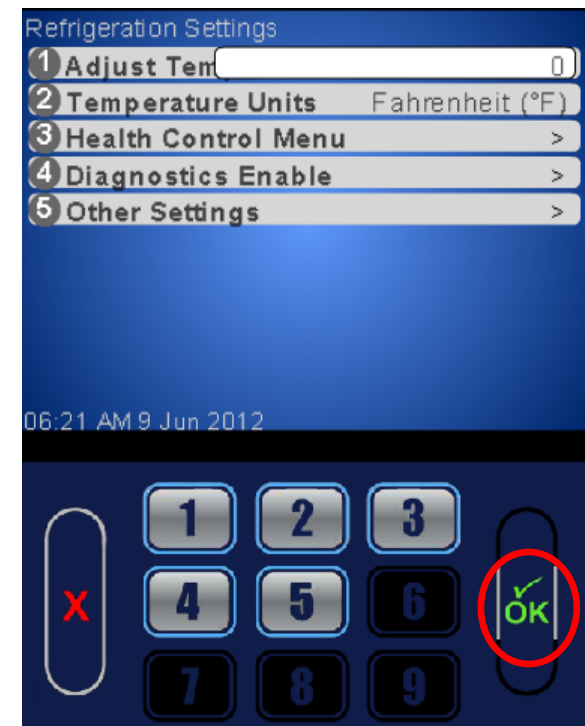 Refrigeration Settings
1 Adjust Tem 0
2 Temperature Units Fahrenheit (°F)
3 Health Control Menu >
4 Diagnostics Enable >
5 Other Settings >
06:21 AM 9 Jun 2012
1 2 3
X 4 5 6 OK
7 8 9